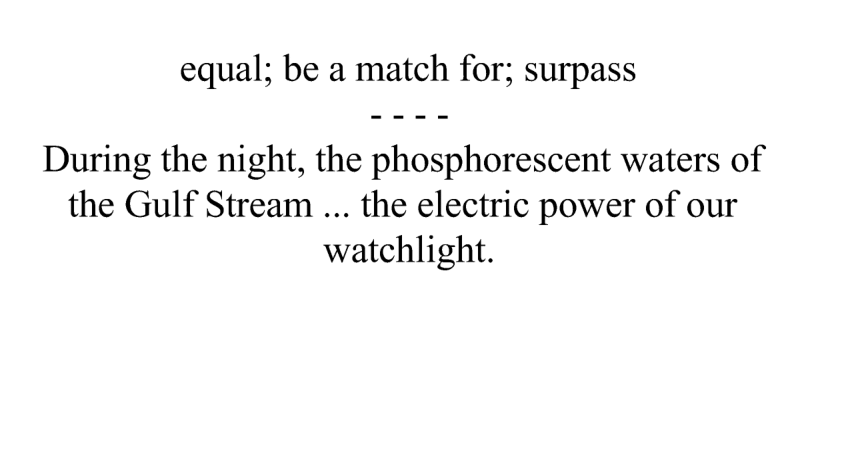 equal; be a match for; surpass
- - - -
During the night, the phosphorescent waters of
the Gulf Stream ... the electric power of our
watchlight.